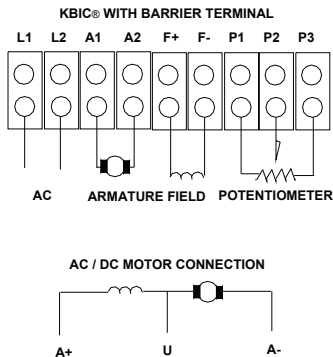 KBIC® WITH BARRIER TERMINAL
L1 L2 A1 A2 F+ F- P1 P2 P3
AC ARMATURE FIELD POTENTIOMETER
AC / DC MOTOR CONNECTION
A+ U A-